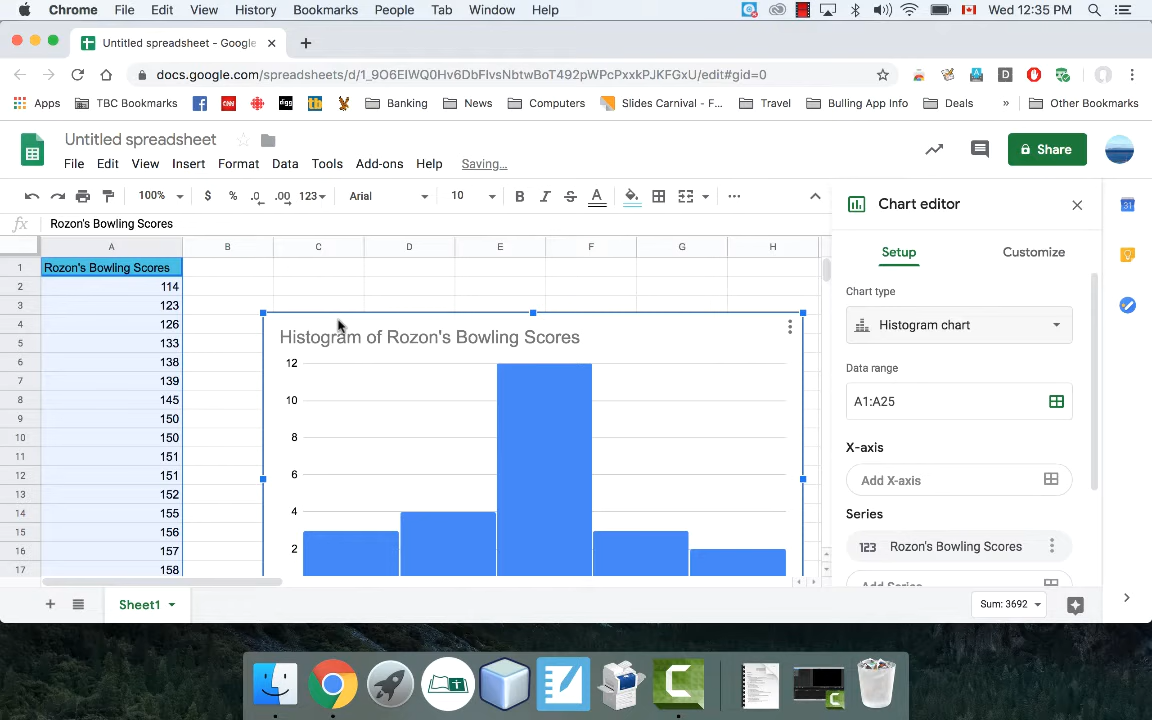 Chrome File Edit View History Bookmarks People Tab Window Help Wed 12:35 PM
Untitled spreadsheet - Google
docs.google.com/spreadsheets/d/1_9O6EIWQ0Hv6DbFIvsNbtwBoT492pWPcPxxkPJKFGxU/edit#gid=0
Apps TBC Bookmarks CNN digg tb Banking News Computers Slides Carnival - F... Travel Bulling App Info Deals » Other Bookmarks
Untitled spreadsheet
Share
File Edit View Insert Format Data Tools Add-ons Help Saving...
100% $ % .0 .00 123 Arial 10 B I S A
fx Rozon's Bowling Scores
Chart editor
A B C D E F G H
Setup Customize
1 Rozon's Bowling Scores
2 114
3 123
4 126
5 133
6 138
7 139
8 145
9 150
10 150
11 151
12 151
13 152
14 155
15 156
16 157
17 158
Histogram of Rozon's Bowling Scores
12
10
8
6
4
2
Chart type
Histogram chart
Data range
A1:A25
X-axis
Add X-axis
Series
123 Rozon's Bowling Scores
Add Series
Sheet1
Sum: 3692
31